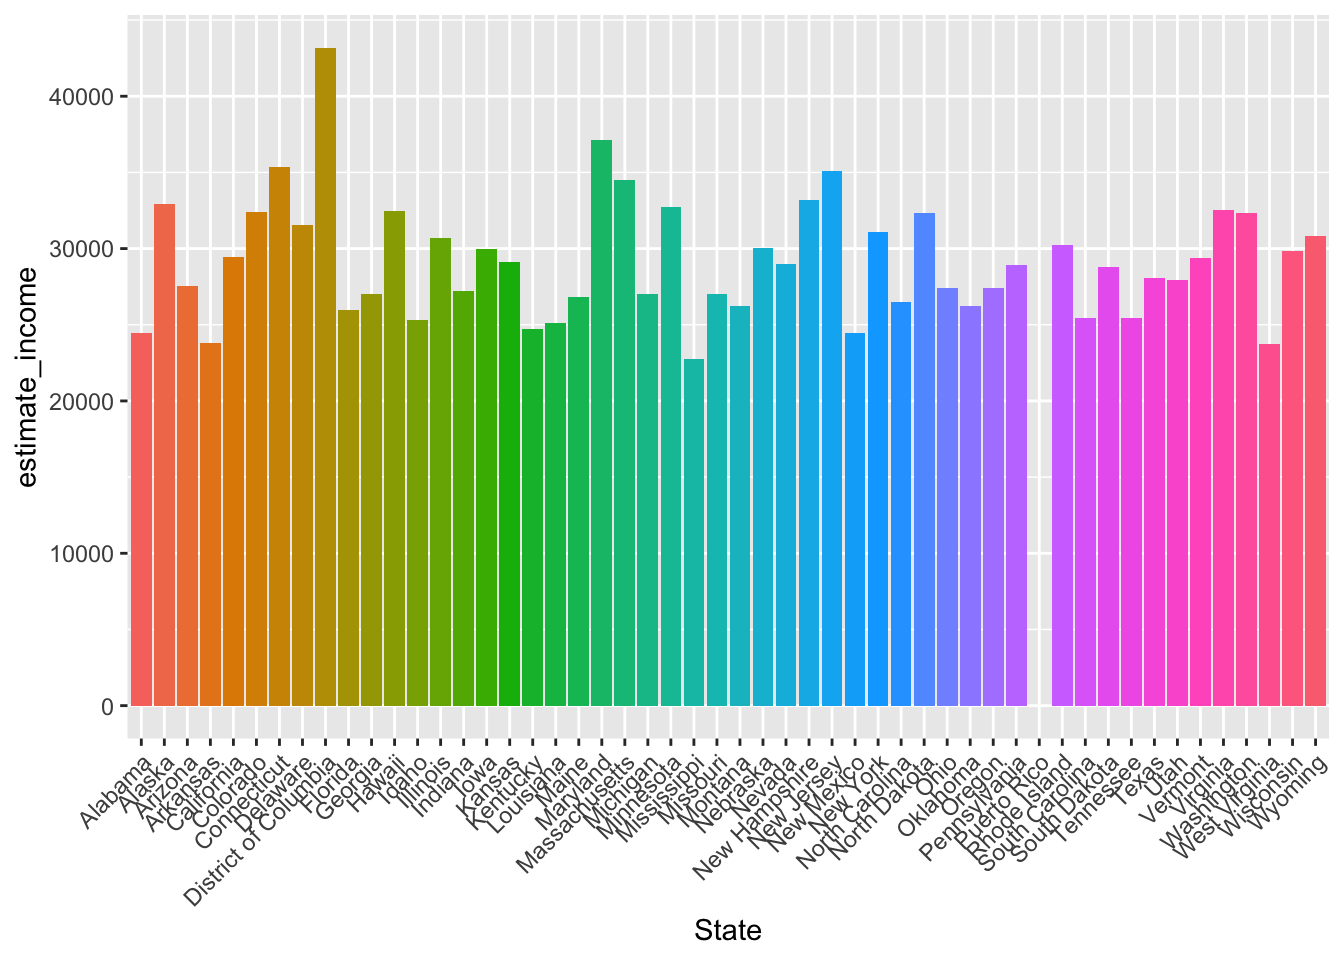 estimate_income
40000
30000
20000
10000
0
Alabama
Alaska
Arizona
Arkansas
California
Colorado
Connecticut
Delaware
District of Columbia
Florida
Georgia
Hawaii
Idaho
Illinois
Indiana
Iowa
Kansas
Kentucky
Louisiana
Maine
Maryland
Massachusetts
Michigan
Minnesota
Mississippi
Missouri
Montana
Nebraska
Nevada
New Hampshire
New Jersey
New Mexico
New York
North Carolina
North Dakota
Ohio
Oklahoma
Oregon
Pennsylvania
Puerto Rico
Rhode Island
South Carolina
South Dakota
Tennessee
Texas
Utah
Vermont
Virginia
Washington
West Virginia
Wisconsin
Wyoming
State